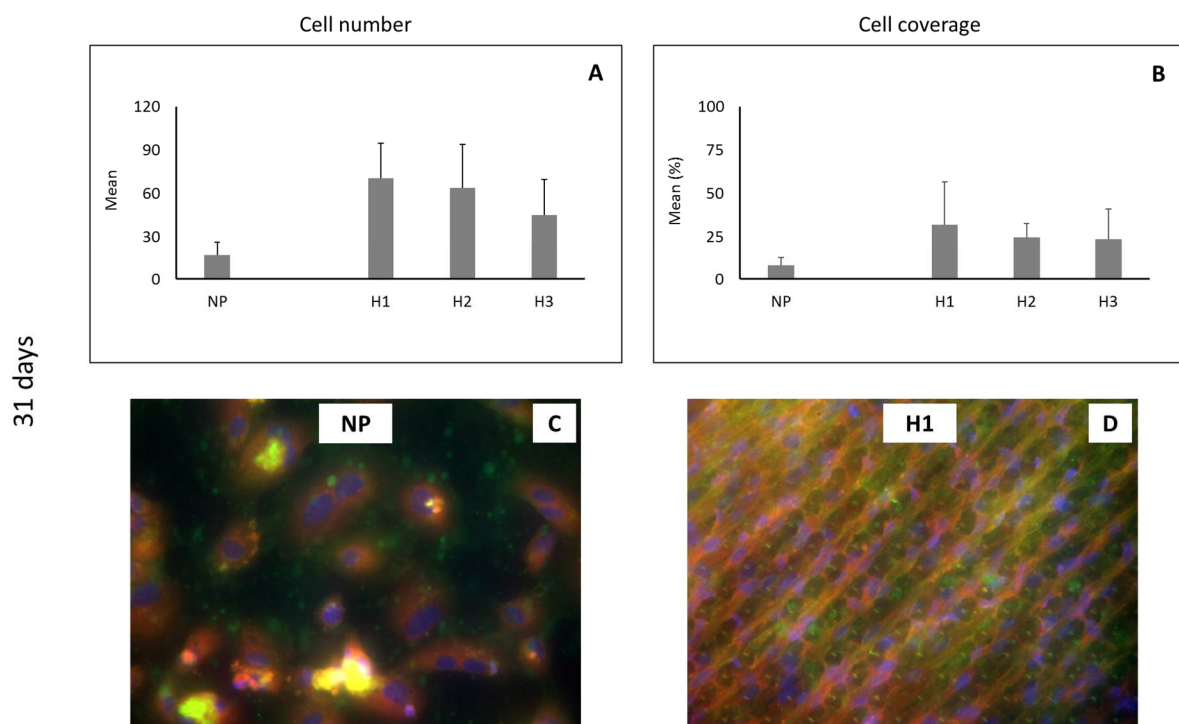 Cell number
Cell coverage
A
120
90
60
30
0
Mean
NP
H1
H2
H3
B
100
75
50
25
0
Mean (%)
NP
H1
H2
H3
31 days
NP
C
H1
D